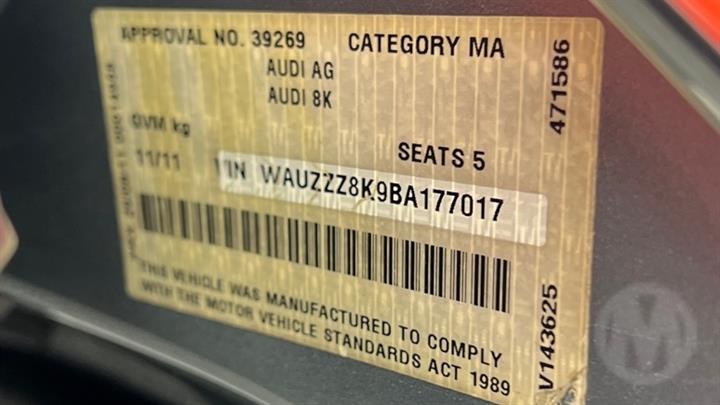 APPROVAL NO. 39269 CATEGORY MA
AUDI AG
AUDI 8K
GVM kg
SEATS 5
11/11 VIN WAUZZZ8K9BA177017
THIS VEHICLE WAS MANUFACTURED TO COMPLY
WITH THE MOTOR VEHICLE STANDARDS ACT 1989
471586
V143625
M